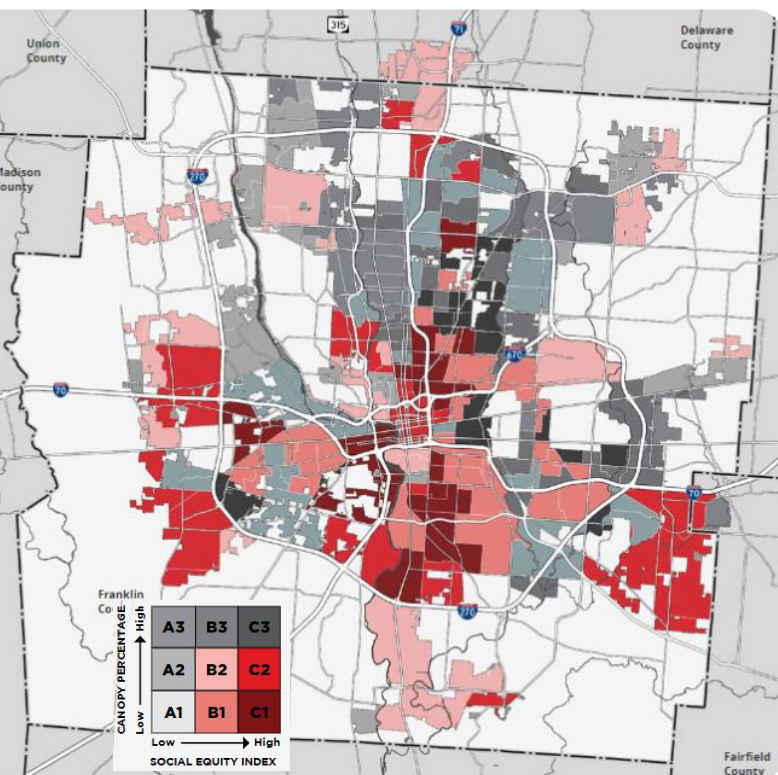 315
71
Union
County
Delaware
County
Madison
County
270
670
70
70
Franklin
Co
270
CANOPY PERCENTAGE
Low
High
A3 B3 C3
A2 B2 C2
A1 B1 C1
Low High
SOCIAL EQUITY INDEX
Fairfield
County